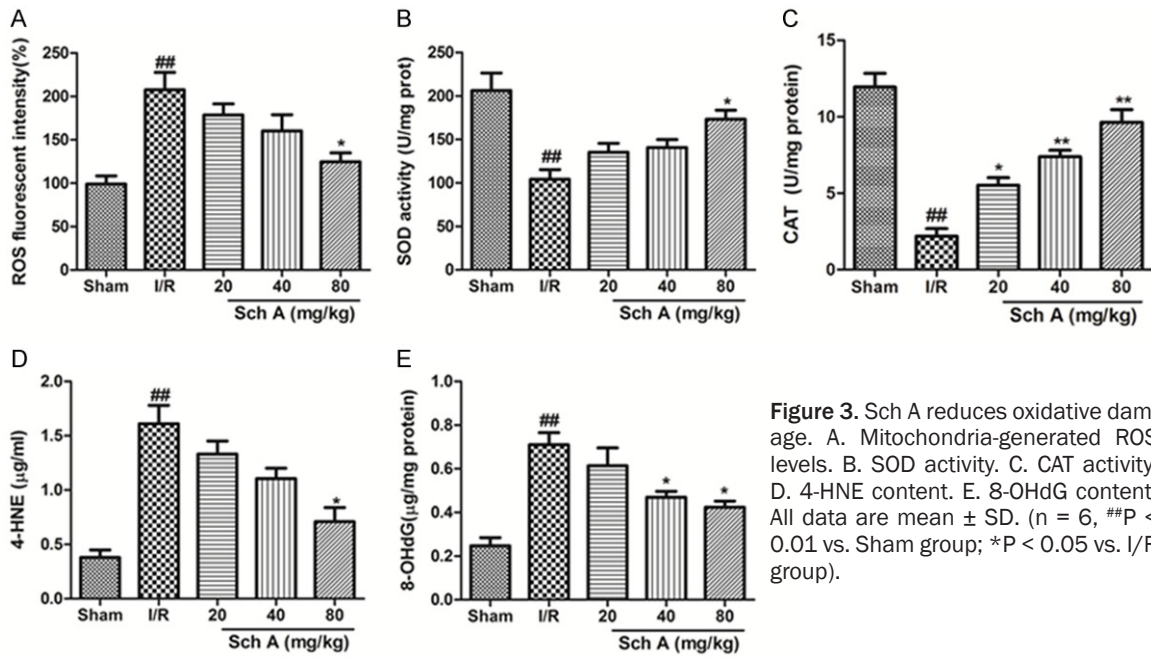 A
ROS fluorescent intensity(%)
250
200
150
100
50
0
##
*
Sham I/R 20 40 80
Sch A (mg/kg)
B
SOD activity (U/mg prot)
250
200
150
100
50
0
##
*
Sham I/R 20 40 80
Sch A (mg/kg)
C
CAT (U/mg protein)
15
10
5
0
##
*
**
**
Sham I/R 20 40 80
Sch A (mg/kg)
D
4-HNE (μg/ml)
2.0
1.5
1.0
0.5
0.0
##
*
Sham I/R 20 40 80
Sch A (mg/kg)
E
8-OHdG(μg/mg protein)
1.0
0.8
0.6
0.4
0.2
0.0
##
*
*
Sham I/R 20 40 80
Sch A (mg/kg)
Figure 3. Sch A reduces oxidative dam-
age. A. Mitochondria-generated ROS
levels. B. SOD activity. C. CAT activity
D. 4-HNE content. E. 8-OHdG content
All data are mean ± SD. (n = 6, ##P <
0.01 vs. Sham group; *P < 0.05 vs. I/R
group).